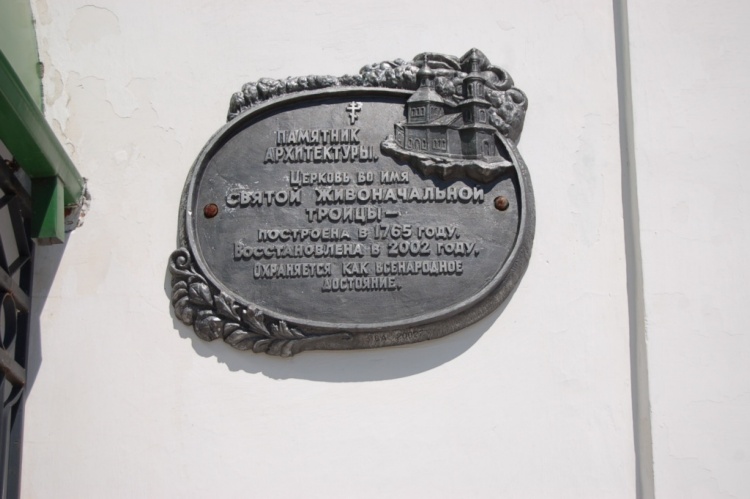 ПАМЯТНИК
АРХИТЕКТУРЫ.
ЦЕРКОВЬ ВО ИМЯ
СВЯТОЙ ЖИВОНАЧАЛЬНОЙ
ТРОИЦЫ –
ПОСТРОЕНА В 1765 ГОДУ.
ВОССТАНОВЛЕНА В 2002 ГОДУ.
ОХРАНЯЕТСЯ КАК ВСЕНАРОДНОЕ
ДОСТОЯНИЕ.